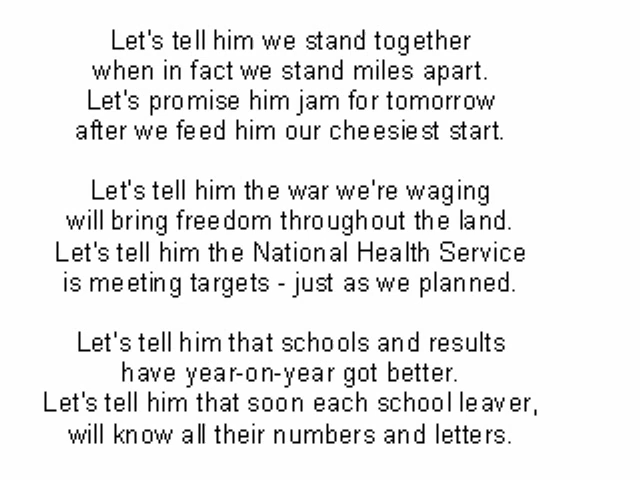 Let's tell him we stand together
when in fact we stand miles apart.
Let's promise him jam for tomorrow
after we feed him our cheesiest start.

Let's tell him the war we're waging
will bring freedom throughout the land.
Let's tell him the National Health Service
is meeting targets - just as we planned.

Let's tell him that schools and results
have year-on-year got better.
Let's tell him that soon each school leaver,
will know all their numbers and letters.